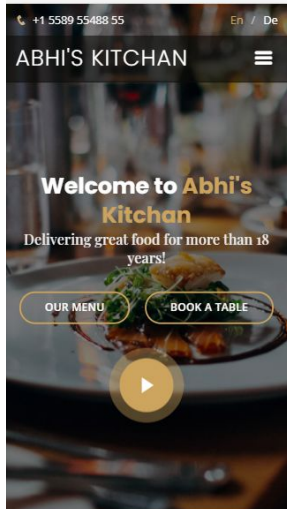 +1 5589 55488 55
En / De
ABHI'S KITCHAN
Welcome to Abhi's
Kitchan
Delivering great food for more than 18
years!
OUR MENU
BOOK A TABLE